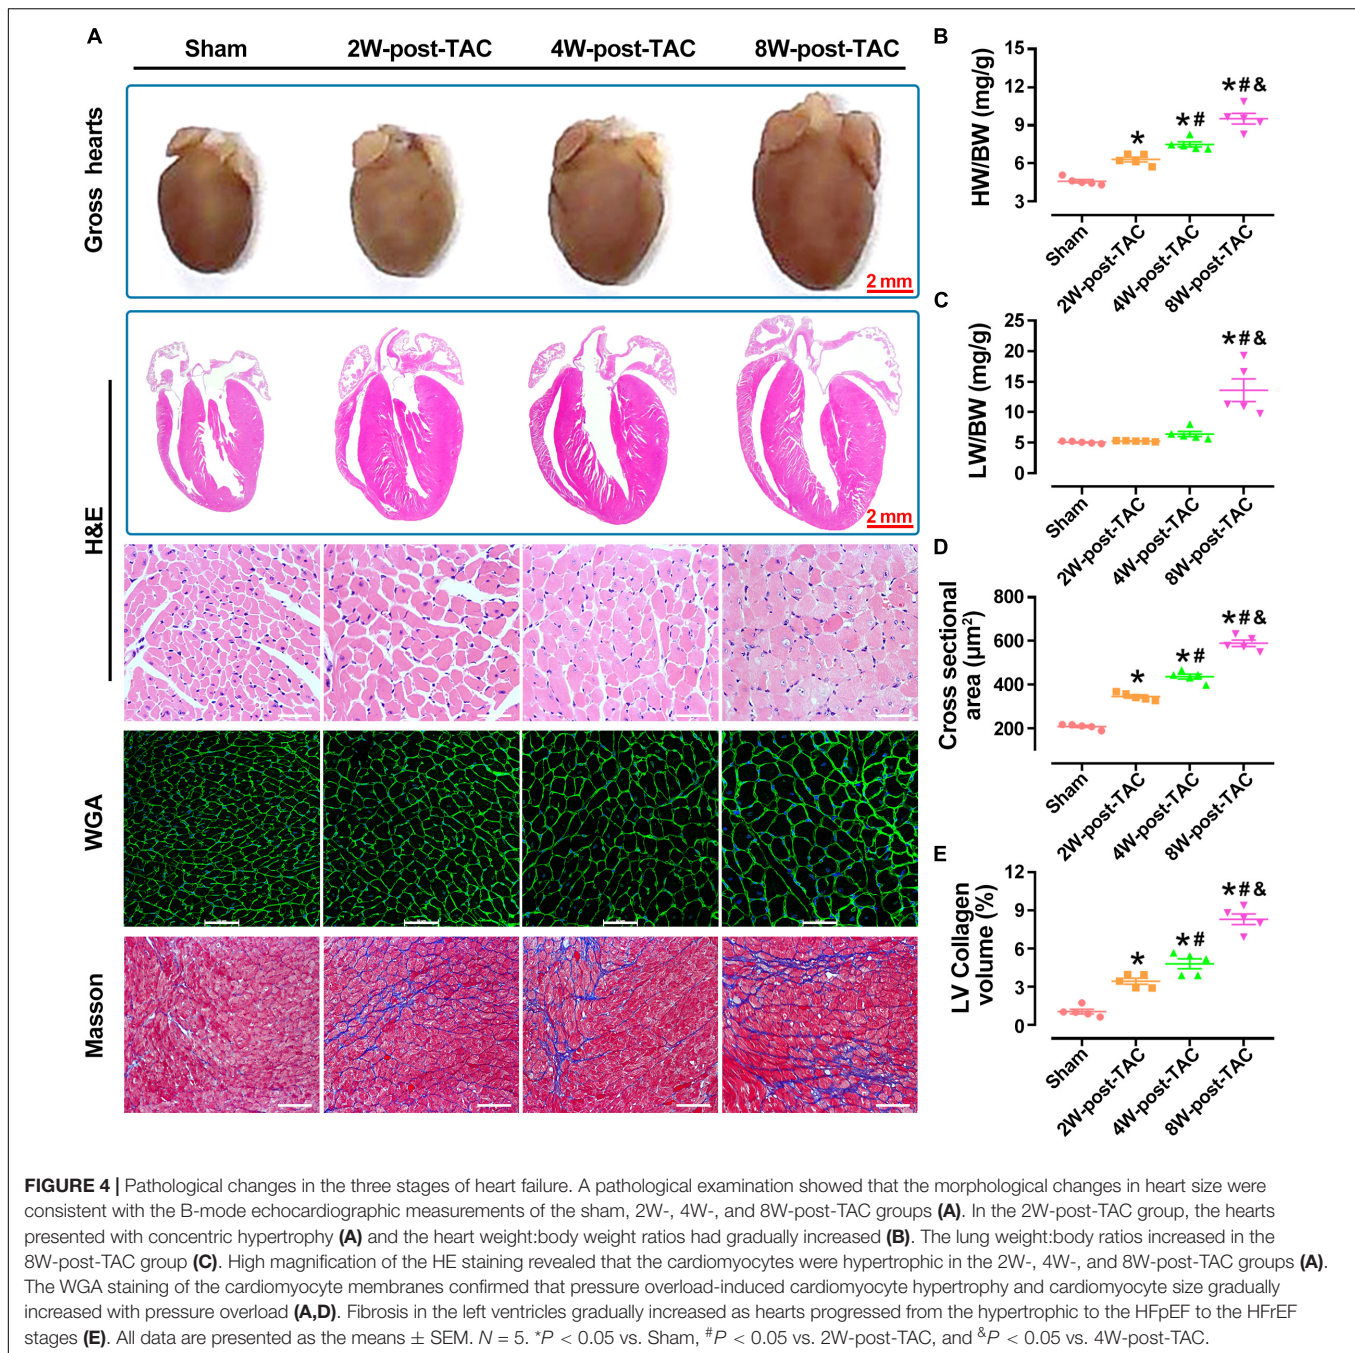 A
Sham 2W-post-TAC 4W-post-TAC 8W-post-TAC
Gross hearts
2 mm
H&E
2 mm
WGA
Masson
B
HW/BW (mg/g)
15
12
9
6
3
*
*#
*#&
Sham
2W-post-TAC
4W-post-TAC
8W-post-TAC
C
LW/BW (mg/g)
25
20
15
10
5
0
*#&
Sham
2W-post-TAC
4W-post-TAC
8W-post-TAC
D
Cross sectional
area (µm²)
800
600
400
200
*
*#
*#&
Sham
2W-post-TAC
4W-post-TAC
8W-post-TAC
E
LV Collagen
volume (%)
12
9
6
3
0
*
*#
*#&
Sham
2W-post-TAC
4W-post-TAC
8W-post-TAC
FIGURE 4 | Pathological changes in the three stages of heart failure. A pathological examination showed that the morphological changes in heart size were
consistent with the B-mode echocardiographic measurements of the sham, 2W-, 4W-, and 8W-post-TAC groups (A). In the 2W-post-TAC group, the hearts
presented with concentric hypertrophy (A) and the heart weight:body weight ratios had gradually increased (B). The lung weight:body ratios increased in the
8W-post-TAC group (C). High magnification of the HE staining revealed that the cardiomyocytes were hypertrophic in the 2W-, 4W-, and 8W-post-TAC groups (A).
The WGA staining of the cardiomyocyte membranes confirmed that pressure overload-induced cardiomyocyte hypertrophy and cardiomyocyte size gradually
increased with pressure overload (A,D). Fibrosis in the left ventricles gradually increased as hearts progressed from the hypertrophic to the HFpEF to the HFrEF
stages (E). All data are presented as the means ± SEM. N = 5. *P < 0.05 vs. Sham, #P < 0.05 vs. 2W-post-TAC, and &P < 0.05 vs. 4W-post-TAC.